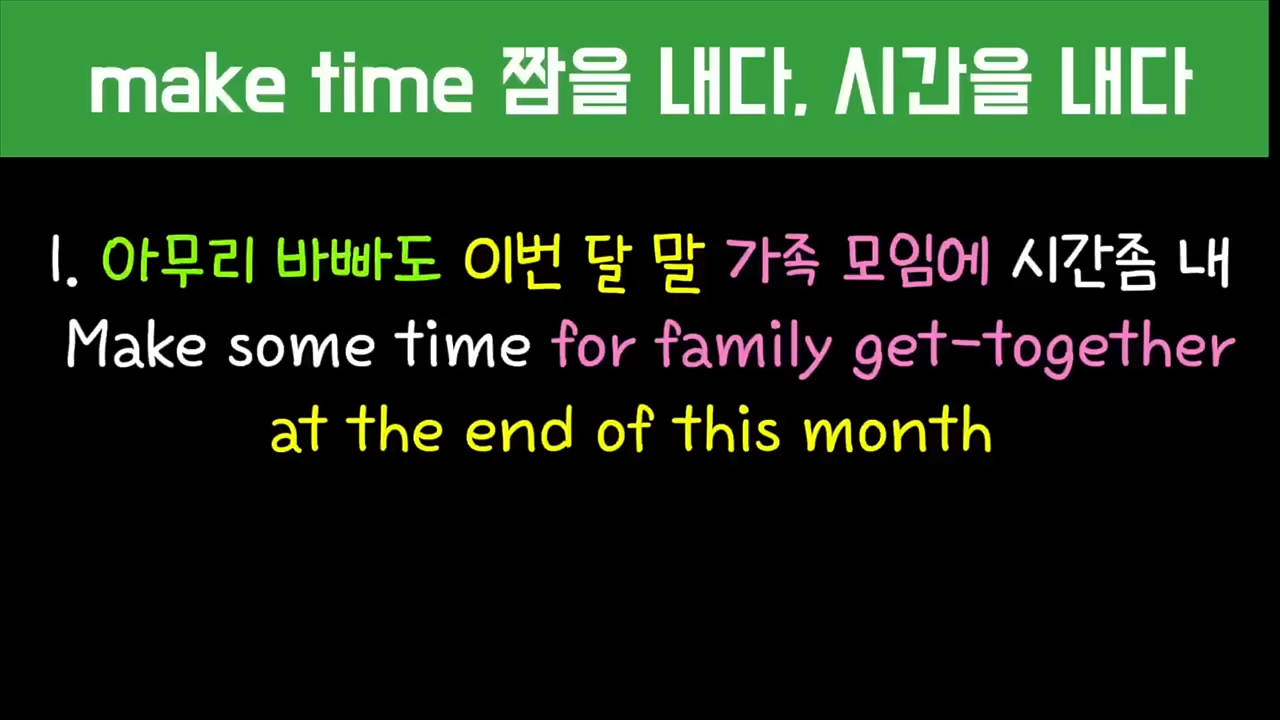 make time 짬을 내다, 시간을 내다
1. 아무리 바빠도 이번 달 말 가족 모임에 시간좀 내
Make some time for family get-together
at the end of this month